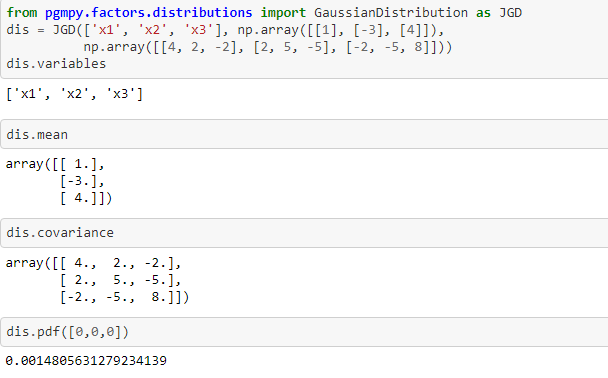 from pgmpy.factors.distributions import GaussianDistribution as JGD
dis = JGD(['x1', 'x2', 'x3'], np.array([[1], [-3], [4]]),
          np.array([[4, 2, -2], [2, 5, -5], [-2, -5, 8]]))
dis.variables
['x1', 'x2', 'x3']
dis.mean
array([[ 1.],
       [-3.],
       [ 4.]])
dis.covariance
array([[ 4.,  2., -2.],
       [ 2.,  5., -5.],
       [-2., -5.,  8.]])
dis.pdf([0,0,0])
0.0014805631279234139